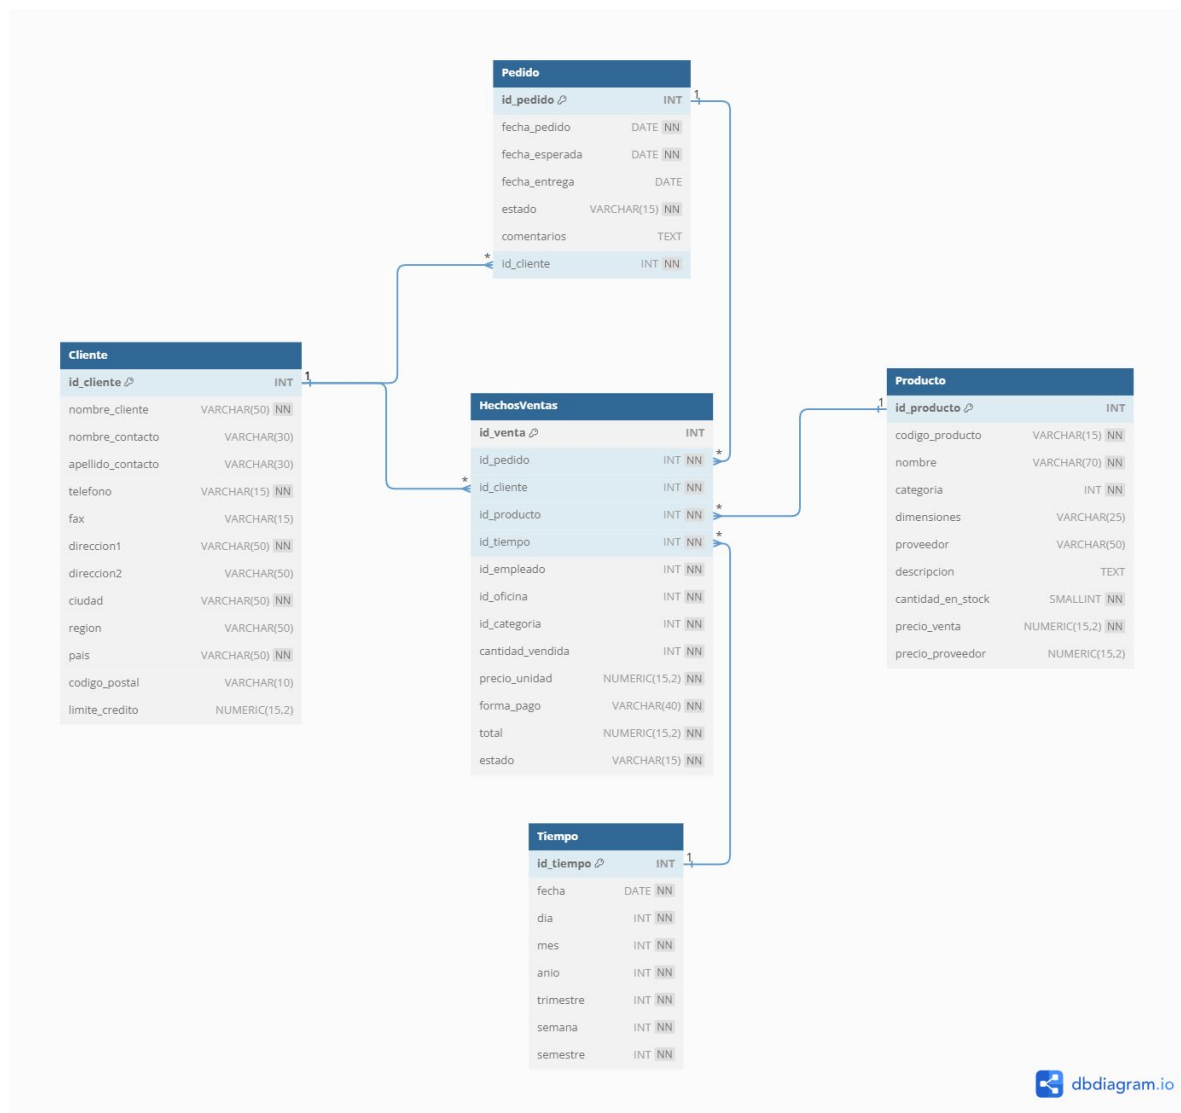 Pedido
id_pedido INT
fecha_pedido DATE NN
fecha_esperada DATE NN
fecha_entrega DATE
estado VARCHAR(15) NN
comentarios TEXT
id_cliente INT NN
1
*
Cliente
id_cliente INT
nombre_cliente VARCHAR(50) NN
nombre_contacto VARCHAR(30)
apellido_contacto VARCHAR(30)
telefono VARCHAR(15) NN
fax VARCHAR(15)
direccion1 VARCHAR(50) NN
direccion2 VARCHAR(50)
ciudad VARCHAR(50) NN
region VARCHAR(50)
pais VARCHAR(50) NN
codigo_postal VARCHAR(10)
limite_credito NUMERIC(15,2)
1
HechosVentas
id_venta INT
id_pedido INT NN
id_cliente INT NN
id_producto INT NN
id_tiempo INT NN
id_empleado INT NN
id_oficina INT NN
id_categoria INT NN
cantidad_vendida INT NN
precio_unidad NUMERIC(15,2) NN
forma_pago VARCHAR(40) NN
total NUMERIC(15,2) NN
estado VARCHAR(15) NN
*
*
*
*
Producto
1
id_producto INT
codigo_producto VARCHAR(15) NN
nombre VARCHAR(70) NN
categoria INT NN
dimensiones VARCHAR(25)
proveedor VARCHAR(50)
descripcion TEXT
cantidad_en_stock SMALLINT NN
precio_venta NUMERIC(15,2) NN
precio_proveedor NUMERIC(15,2)
Tiempo
id_tiempo INT
1
fecha DATE NN
dia INT NN
mes INT NN
anio INT NN
trimestre INT NN
semana INT NN
semestre INT NN
dbdiagram.io